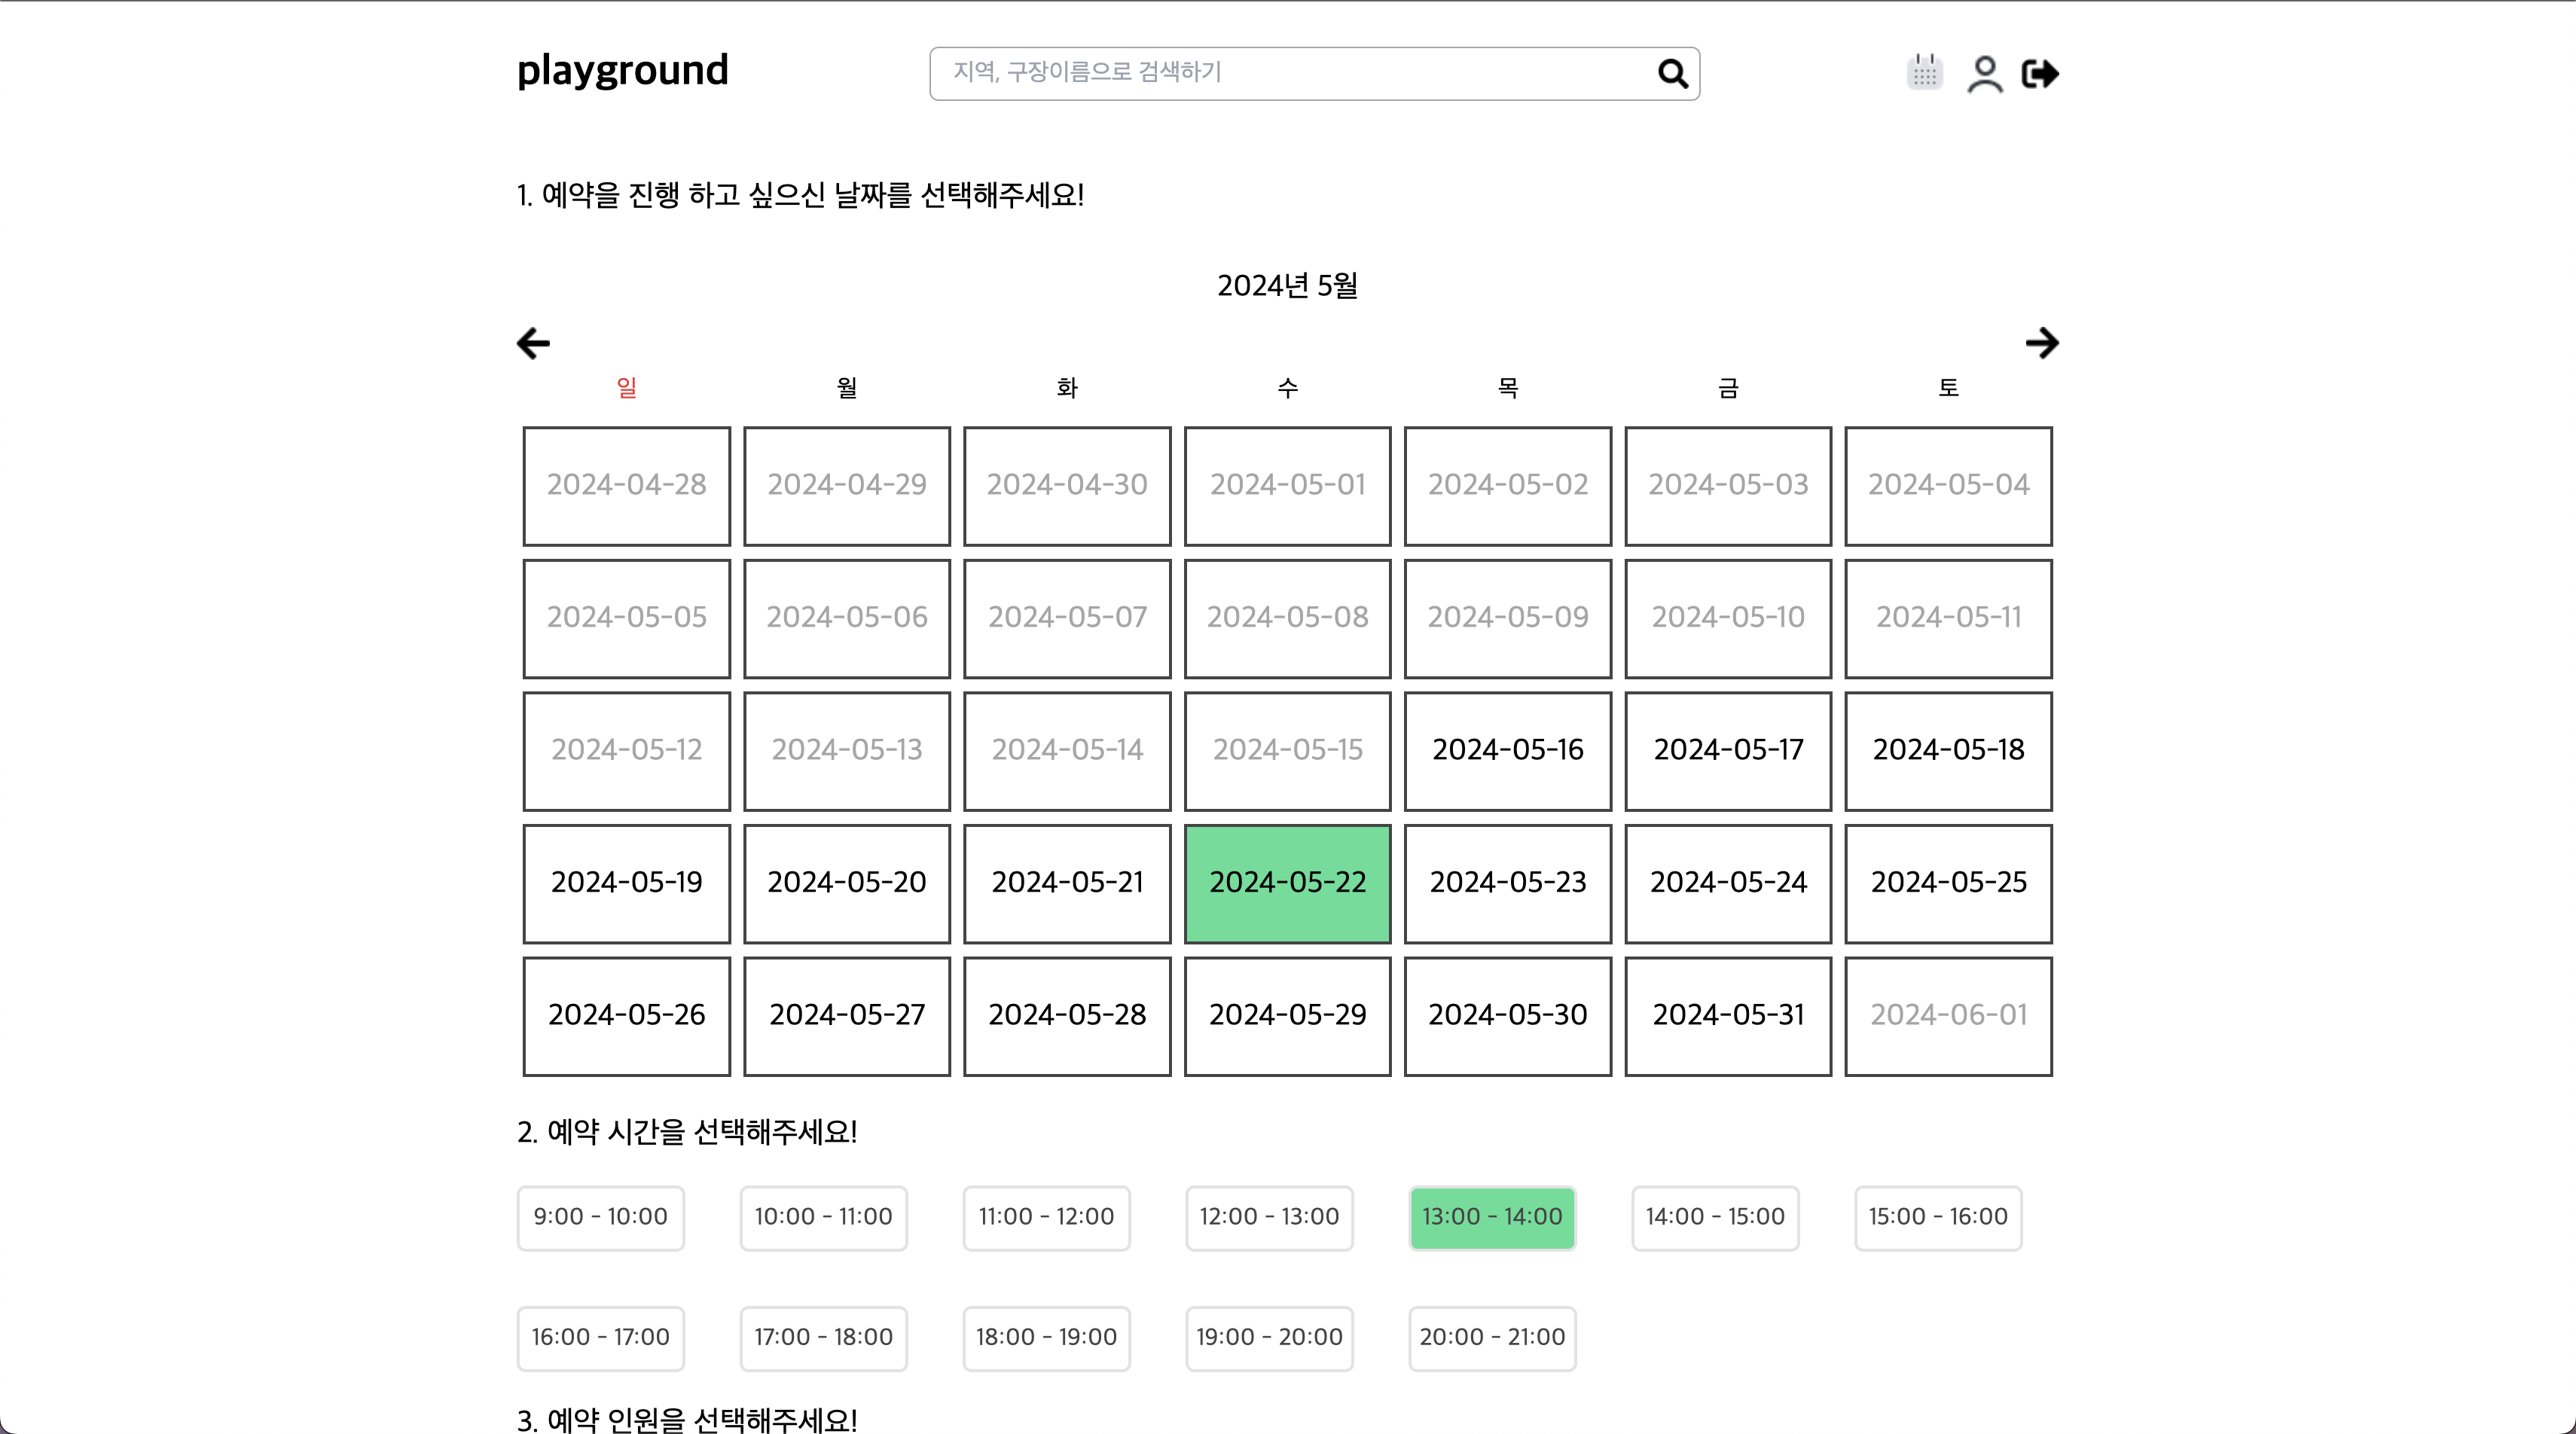 playground
지역, 구장이름으로 검색하기
1. 예약을 진행 하고 싶으신 날짜를 선택해주세요!
2024년 5월
일 월 화 수 목 금 토
2024-04-28 2024-04-29 2024-04-30 2024-05-01 2024-05-02 2024-05-03 2024-05-04
2024-05-05 2024-05-06 2024-05-07 2024-05-08 2024-05-09 2024-05-10 2024-05-11
2024-05-12 2024-05-13 2024-05-14 2024-05-15 2024-05-16 2024-05-17 2024-05-18
2024-05-19 2024-05-20 2024-05-21 2024-05-22 2024-05-23 2024-05-24 2024-05-25
2024-05-26 2024-05-27 2024-05-28 2024-05-29 2024-05-30 2024-05-31 2024-06-01
2. 예약 시간을 선택해주세요!
9:00 - 10:00 10:00 - 11:00 11:00 - 12:00 12:00 - 13:00 13:00 - 14:00 14:00 - 15:00 15:00 - 16:00
16:00 - 17:00 17:00 - 18:00 18:00 - 19:00 19:00 - 20:00 20:00 - 21:00
3. 예약 인원을 선택해주세요!